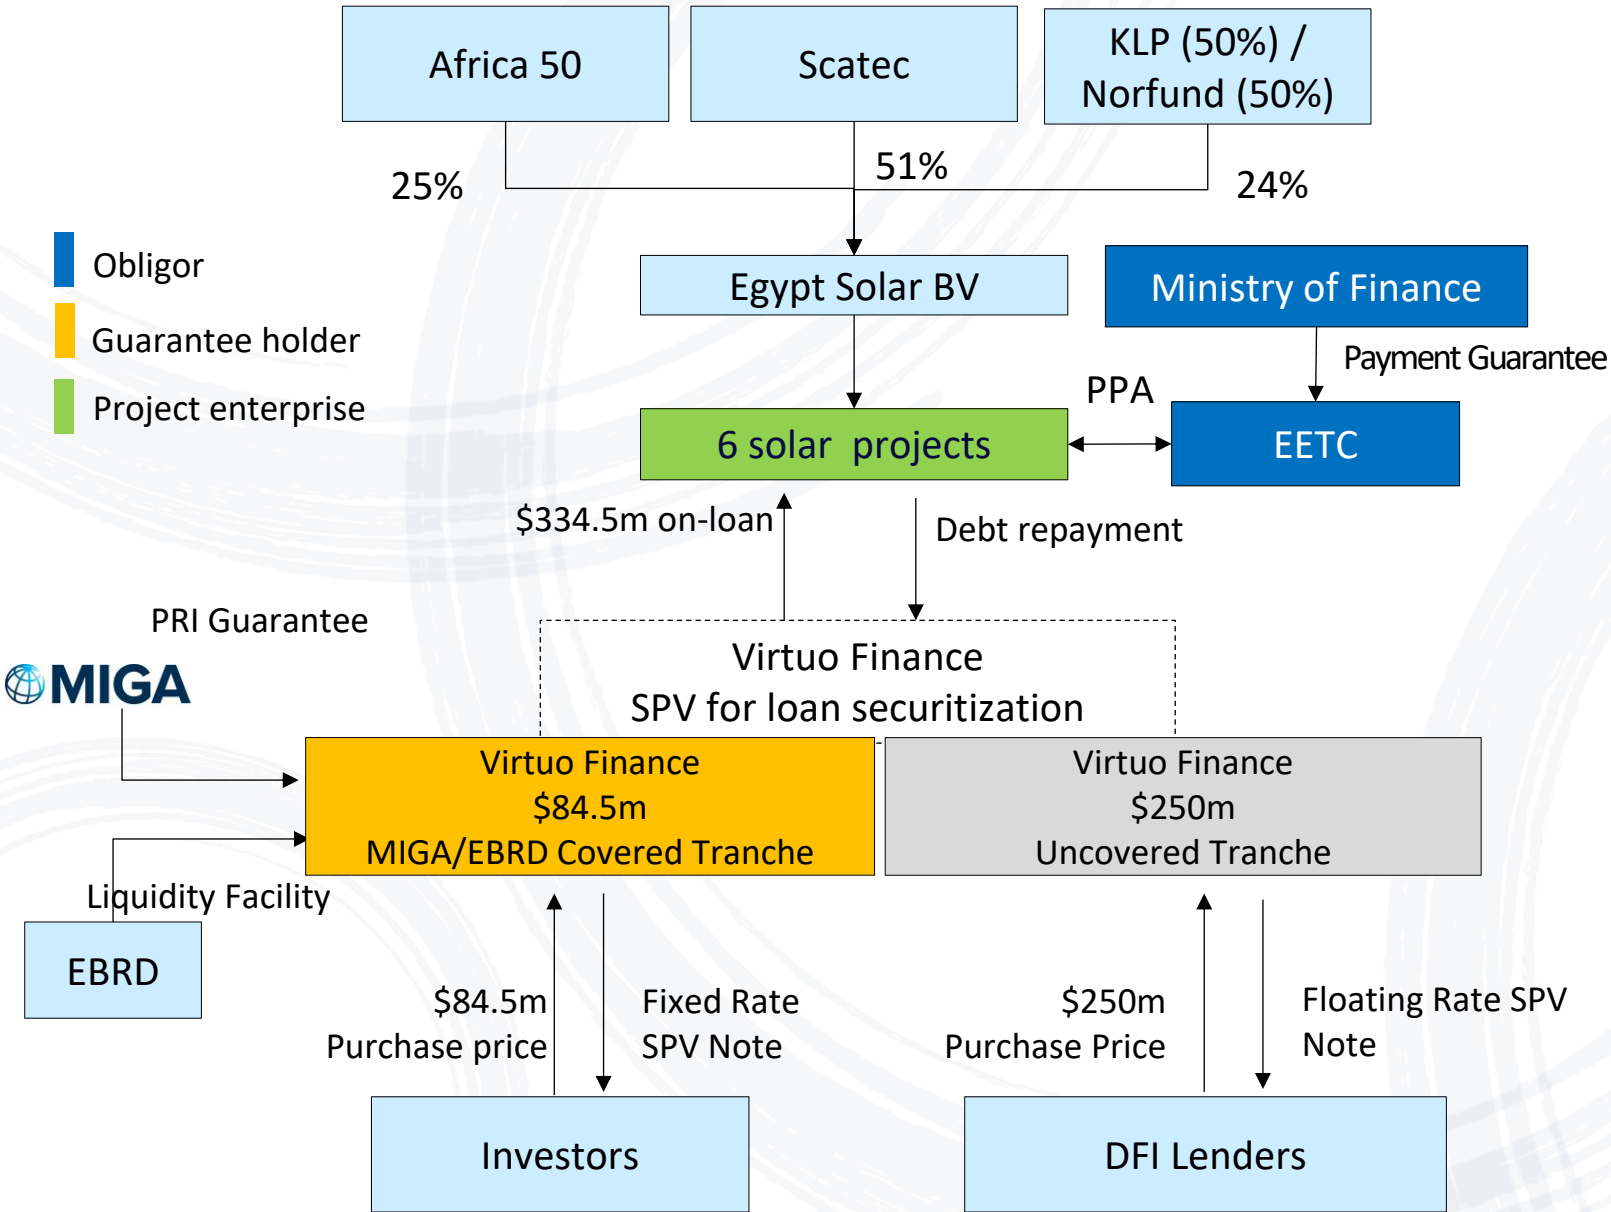 Africa 50
Scatec
KLP (50%) /
Norfund (50%)
25%
51%
24%
Obligor
Guarantee holder
Project enterprise
Egypt Solar BV
Ministry of Finance
Payment Guarantee
PPA
6 solar projects
EETC
$334.5m on-loan
Debt repayment
PRI Guarantee
MIGA
Virtuo Finance
SPV for loan securitization
Virtuo Finance
$84.5m
MIGA/EBRD Covered Tranche
Virtuo Finance
$250m
Uncovered Tranche
Liquidity Facility
EBRD
$84.5m
Purchase price
Fixed Rate
SPV Note
$250m
Purchase Price
Floating Rate SPV
Note
Investors
DFI Lenders